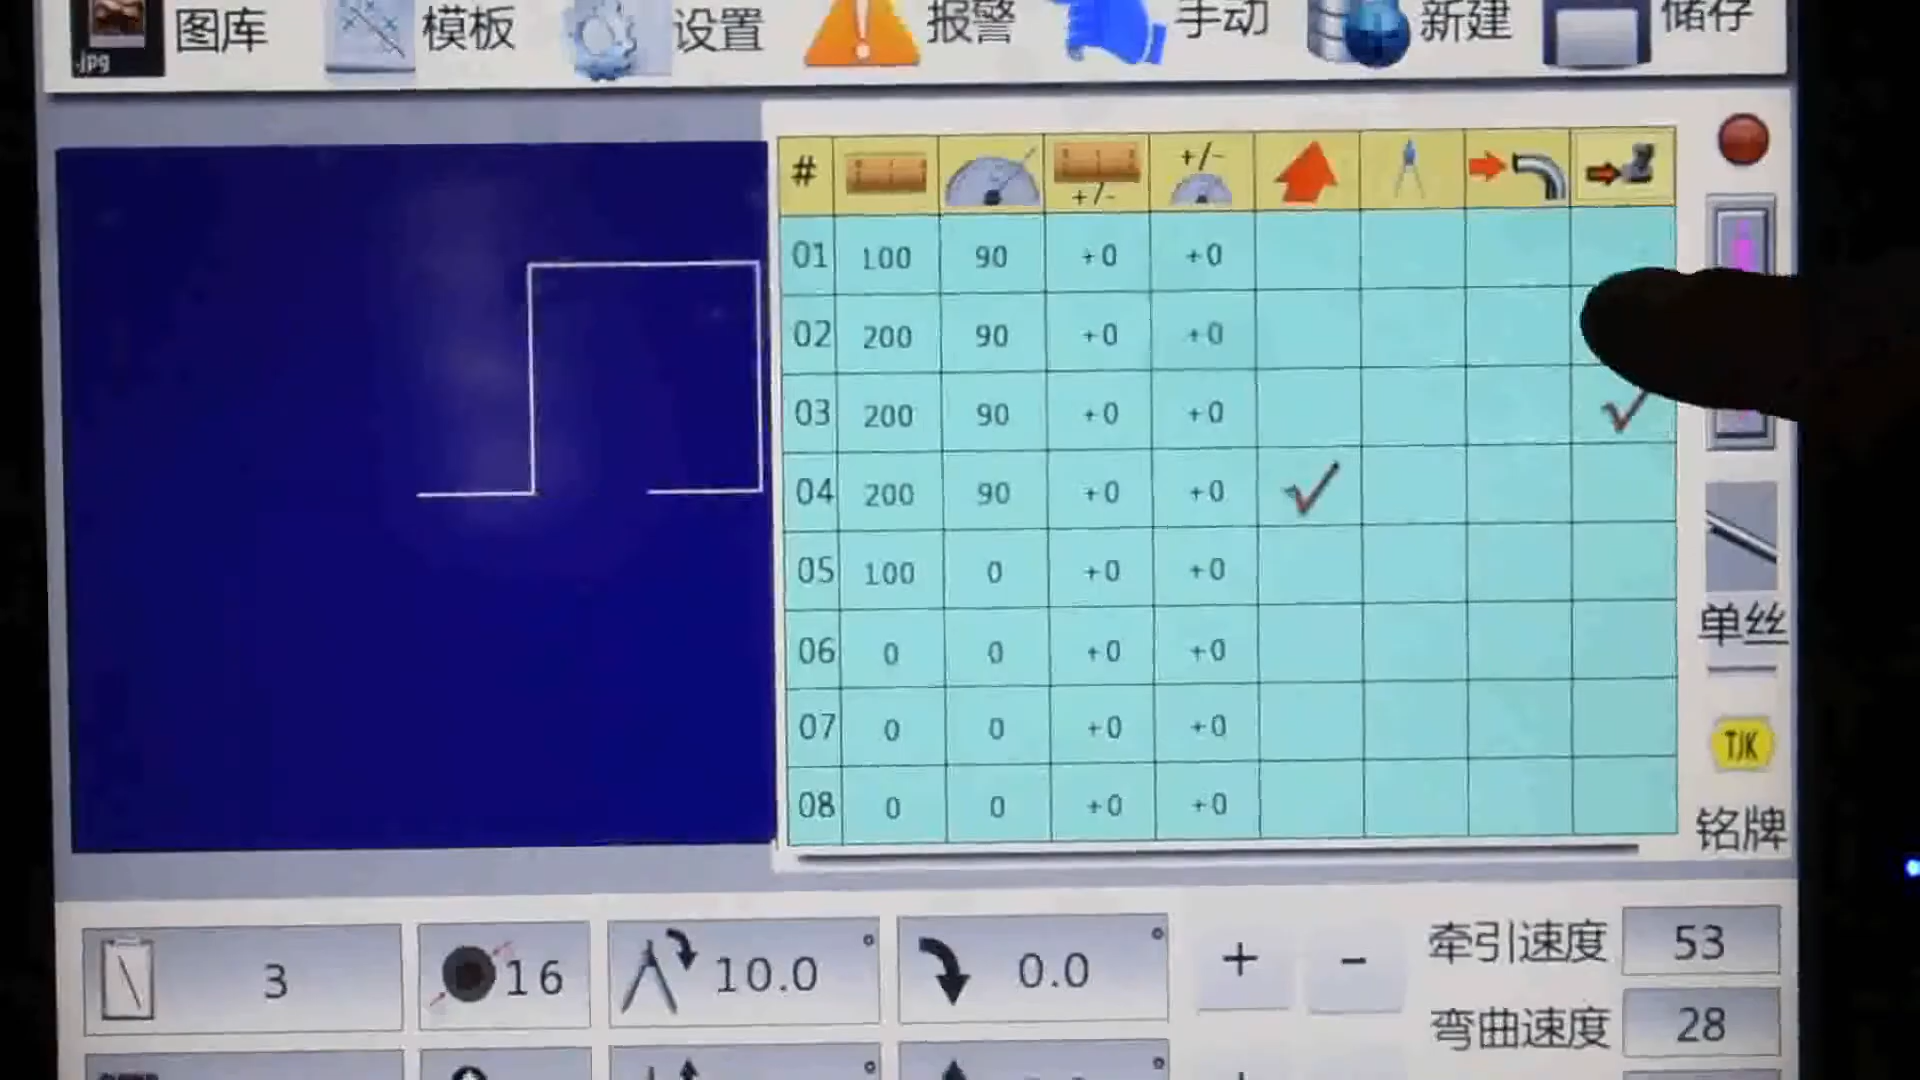 .jpg 图库 模板 设置 报警 手动 新建 储存
# +/- +/-
01 100 90 +0 +0
02 200 90 +0 +0
03 200 90 +0 +0
04 200 90 +0 +0
05 100 0 +0 +0
06 0 0 +0 +0
07 0 0 +0 +0
08 0 0 +0 +0
单丝
TJK
铭牌
3 16 10.0 ° 0.0 ° + - 牵引速度 53
弯曲速度 28